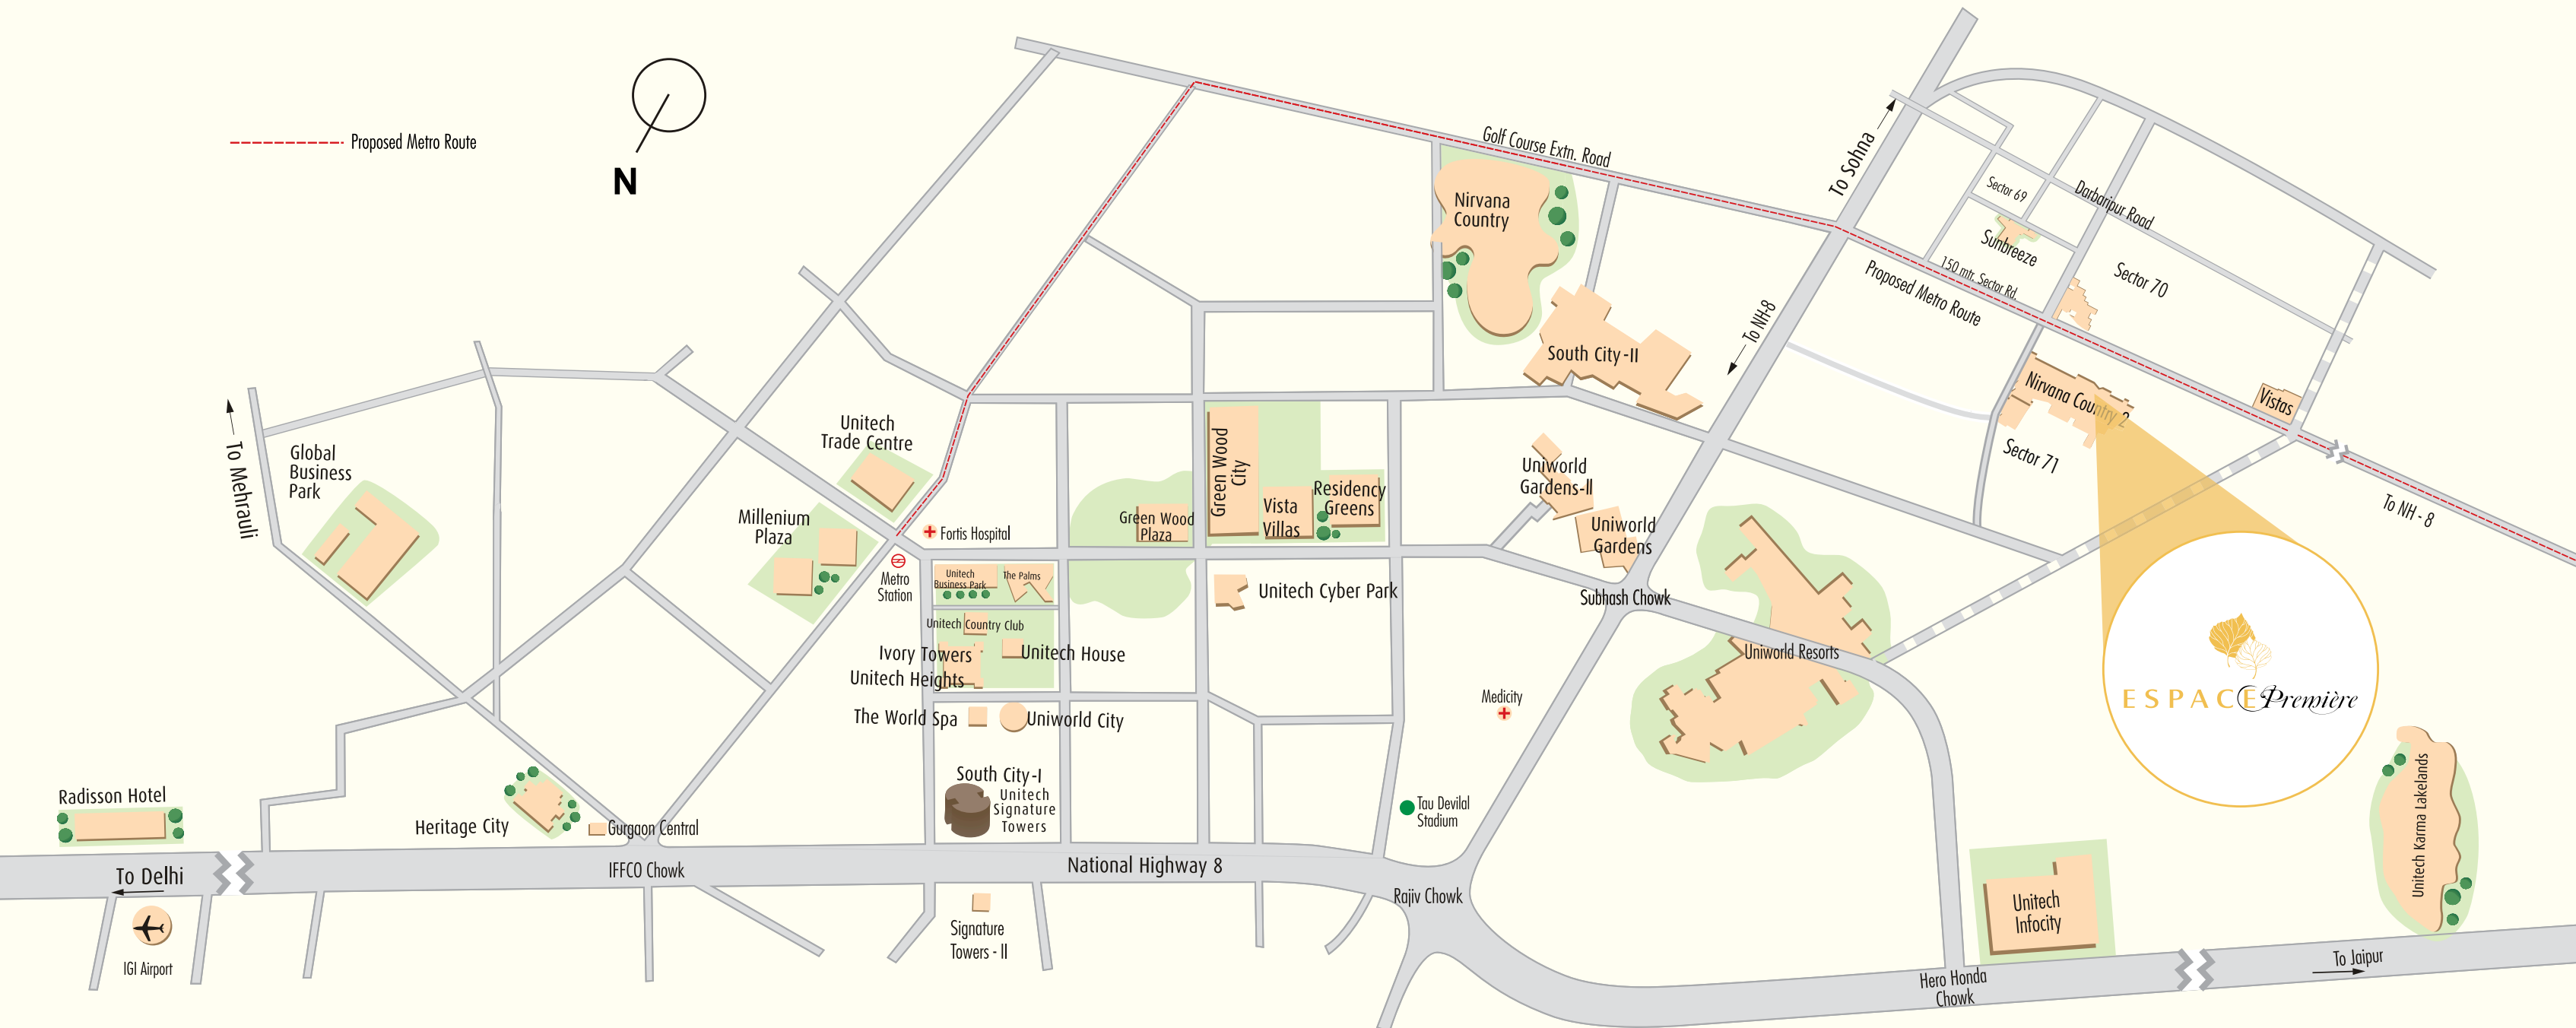 Proposed Metro Route
N
Golf Course Extn. Road
To Sohna
Nirvana
Country
Sector 69
Darbaripur Road
Sunbreeze
Sector 70
150 mtr. Sector Rd.
Proposed Metro Route
To NH-8
South City-II
Nirvana Country 2
Vistas
Sector 71
To NH - 8
To Mehrauli
Global
Business
Park
Unitech
Trade Centre
Millenium
Plaza
Fortis Hospital
Metro
Station
Green Wood
Plaza
Green Wood
City
Vista
Villas
Residency
Greens
Uniworld
Gardens-II
Uniworld
Gardens
Unitech
Business Park
The Palms
Unitech Cyber Park
Subhash Chowk
Unitech Country Club
Ivory Towers
Unitech House
Unitech Heights
Uniworld Resorts
The World Spa
Uniworld City
Medicity
ESPACE Première
South City-I
Unitech
Signature
Towers
Tau Devilal
Stadium
Unitech Karma Lakelands
Radisson Hotel
Heritage City
Gurgaon Central
To Delhi
IFFCO Chowk
National Highway 8
Rajiv Chowk
Unitech
Infocity
IGI Airport
Signature
Towers - II
Hero Honda
Chowk
To Jaipur